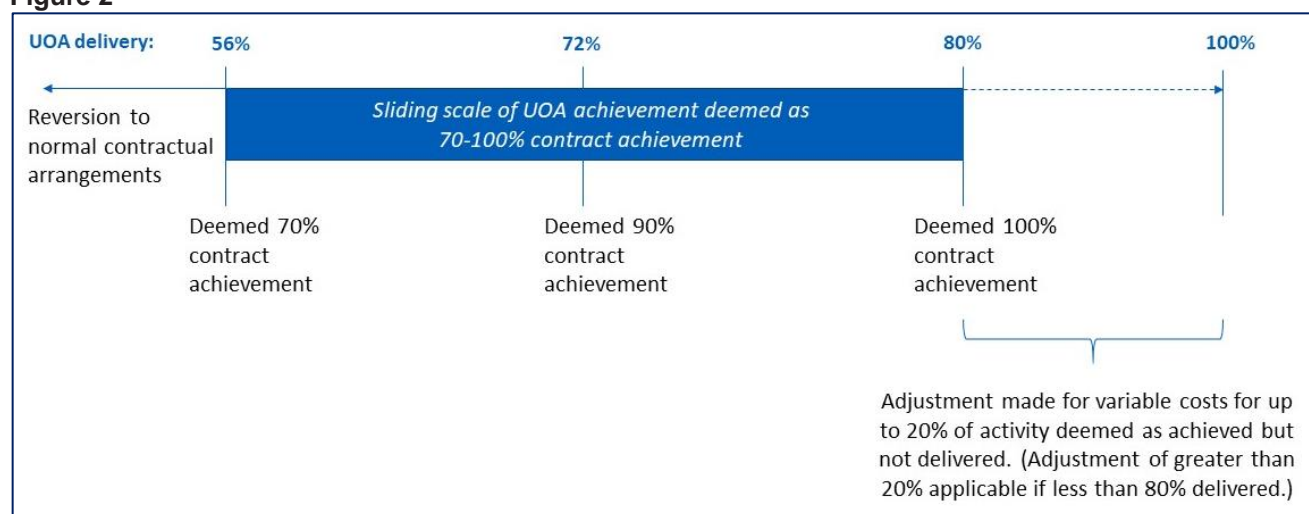 Figure 2
UOA delivery: 56% 72% 80% 100%
Sliding scale of UOA achievement deemed as
70-100% contract achievement
Reversion to
normal contractual
arrangements
Deemed 70%
contract
achievement
Deemed 90%
contract
achievement
Deemed 100%
contract
achievement
Adjustment made for variable costs for up
to 20% of activity deemed as achieved but
not delivered. (Adjustment of greater than
20% applicable if less than 80% delivered.)